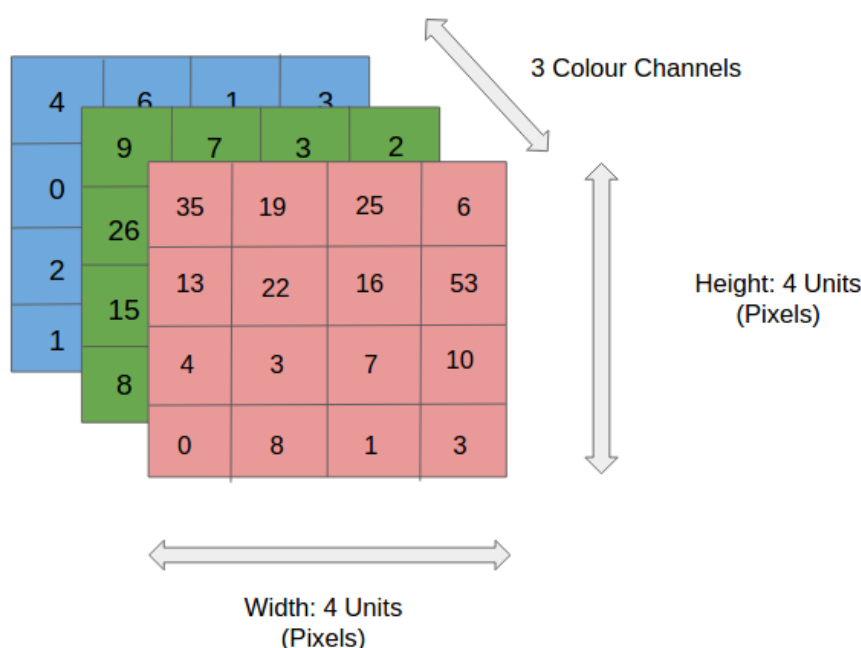 3 Colour Channels
4 6 1 3
9 7 3 2
0
35 19 25 6
26
13 22 16 53
2
15
4 3 7 10
1
8
0 8 1 3
Height: 4 Units
(Pixels)
Width: 4 Units
(Pixels)